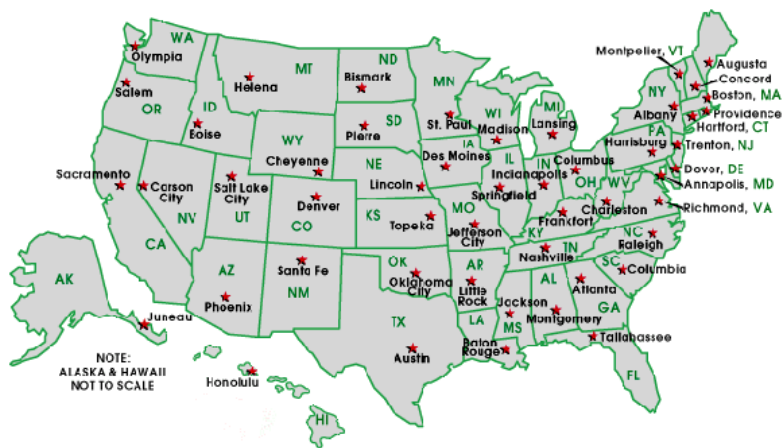 WA
Olympia
MT
ND
MN
Montpelier, VT
Augusta
Helena
Bismark
Concord
Salem
OR
ID
Boise
WI
MI
NY
Boston, MA
SD
St. Paul
Madison
Lansing
Albany
Providence
Hartford, CT
WY
Pierre
PA
Harrisburg
Trenton, NJ
Cheyenne
NE
IA
Des Moines
IL
IN
Columbus
Dover, DE
Sacramento
Carson
City
Salt Lake
City
Lincoln
Indianapolis
OH
WV
Annapolis, MD
Denver
Springfield
NV
UT
CO
KS
Topeka
MO
Jefferson
City
Frankfort
Charleston
Richmond, VA
CA
KY
NC
Raleigh
Nashville
TN
AK
AZ
Santa Fe
OK
Oklahoma
City
AR
Little
Rock
SC
Columbia
Phoenix
NM
Jackson
AL
Atlanta
Juneau
TX
LA
MS
Montgomery
GA
NOTE:
ALASKA & HAWAII
NOT TO SCALE
Austin
Baton
Rouge
Tallahassee
Honolulu
FL
HI